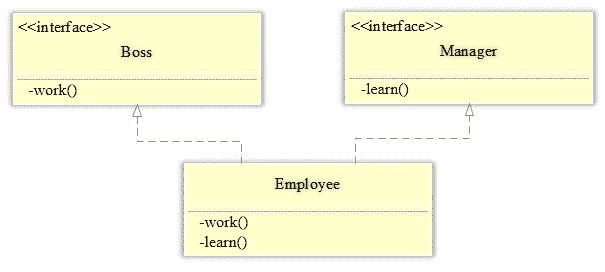 <<interface>>
Boss
-work()
<<interface>>
Manager
-learn()
Employee
-work()
-learn()